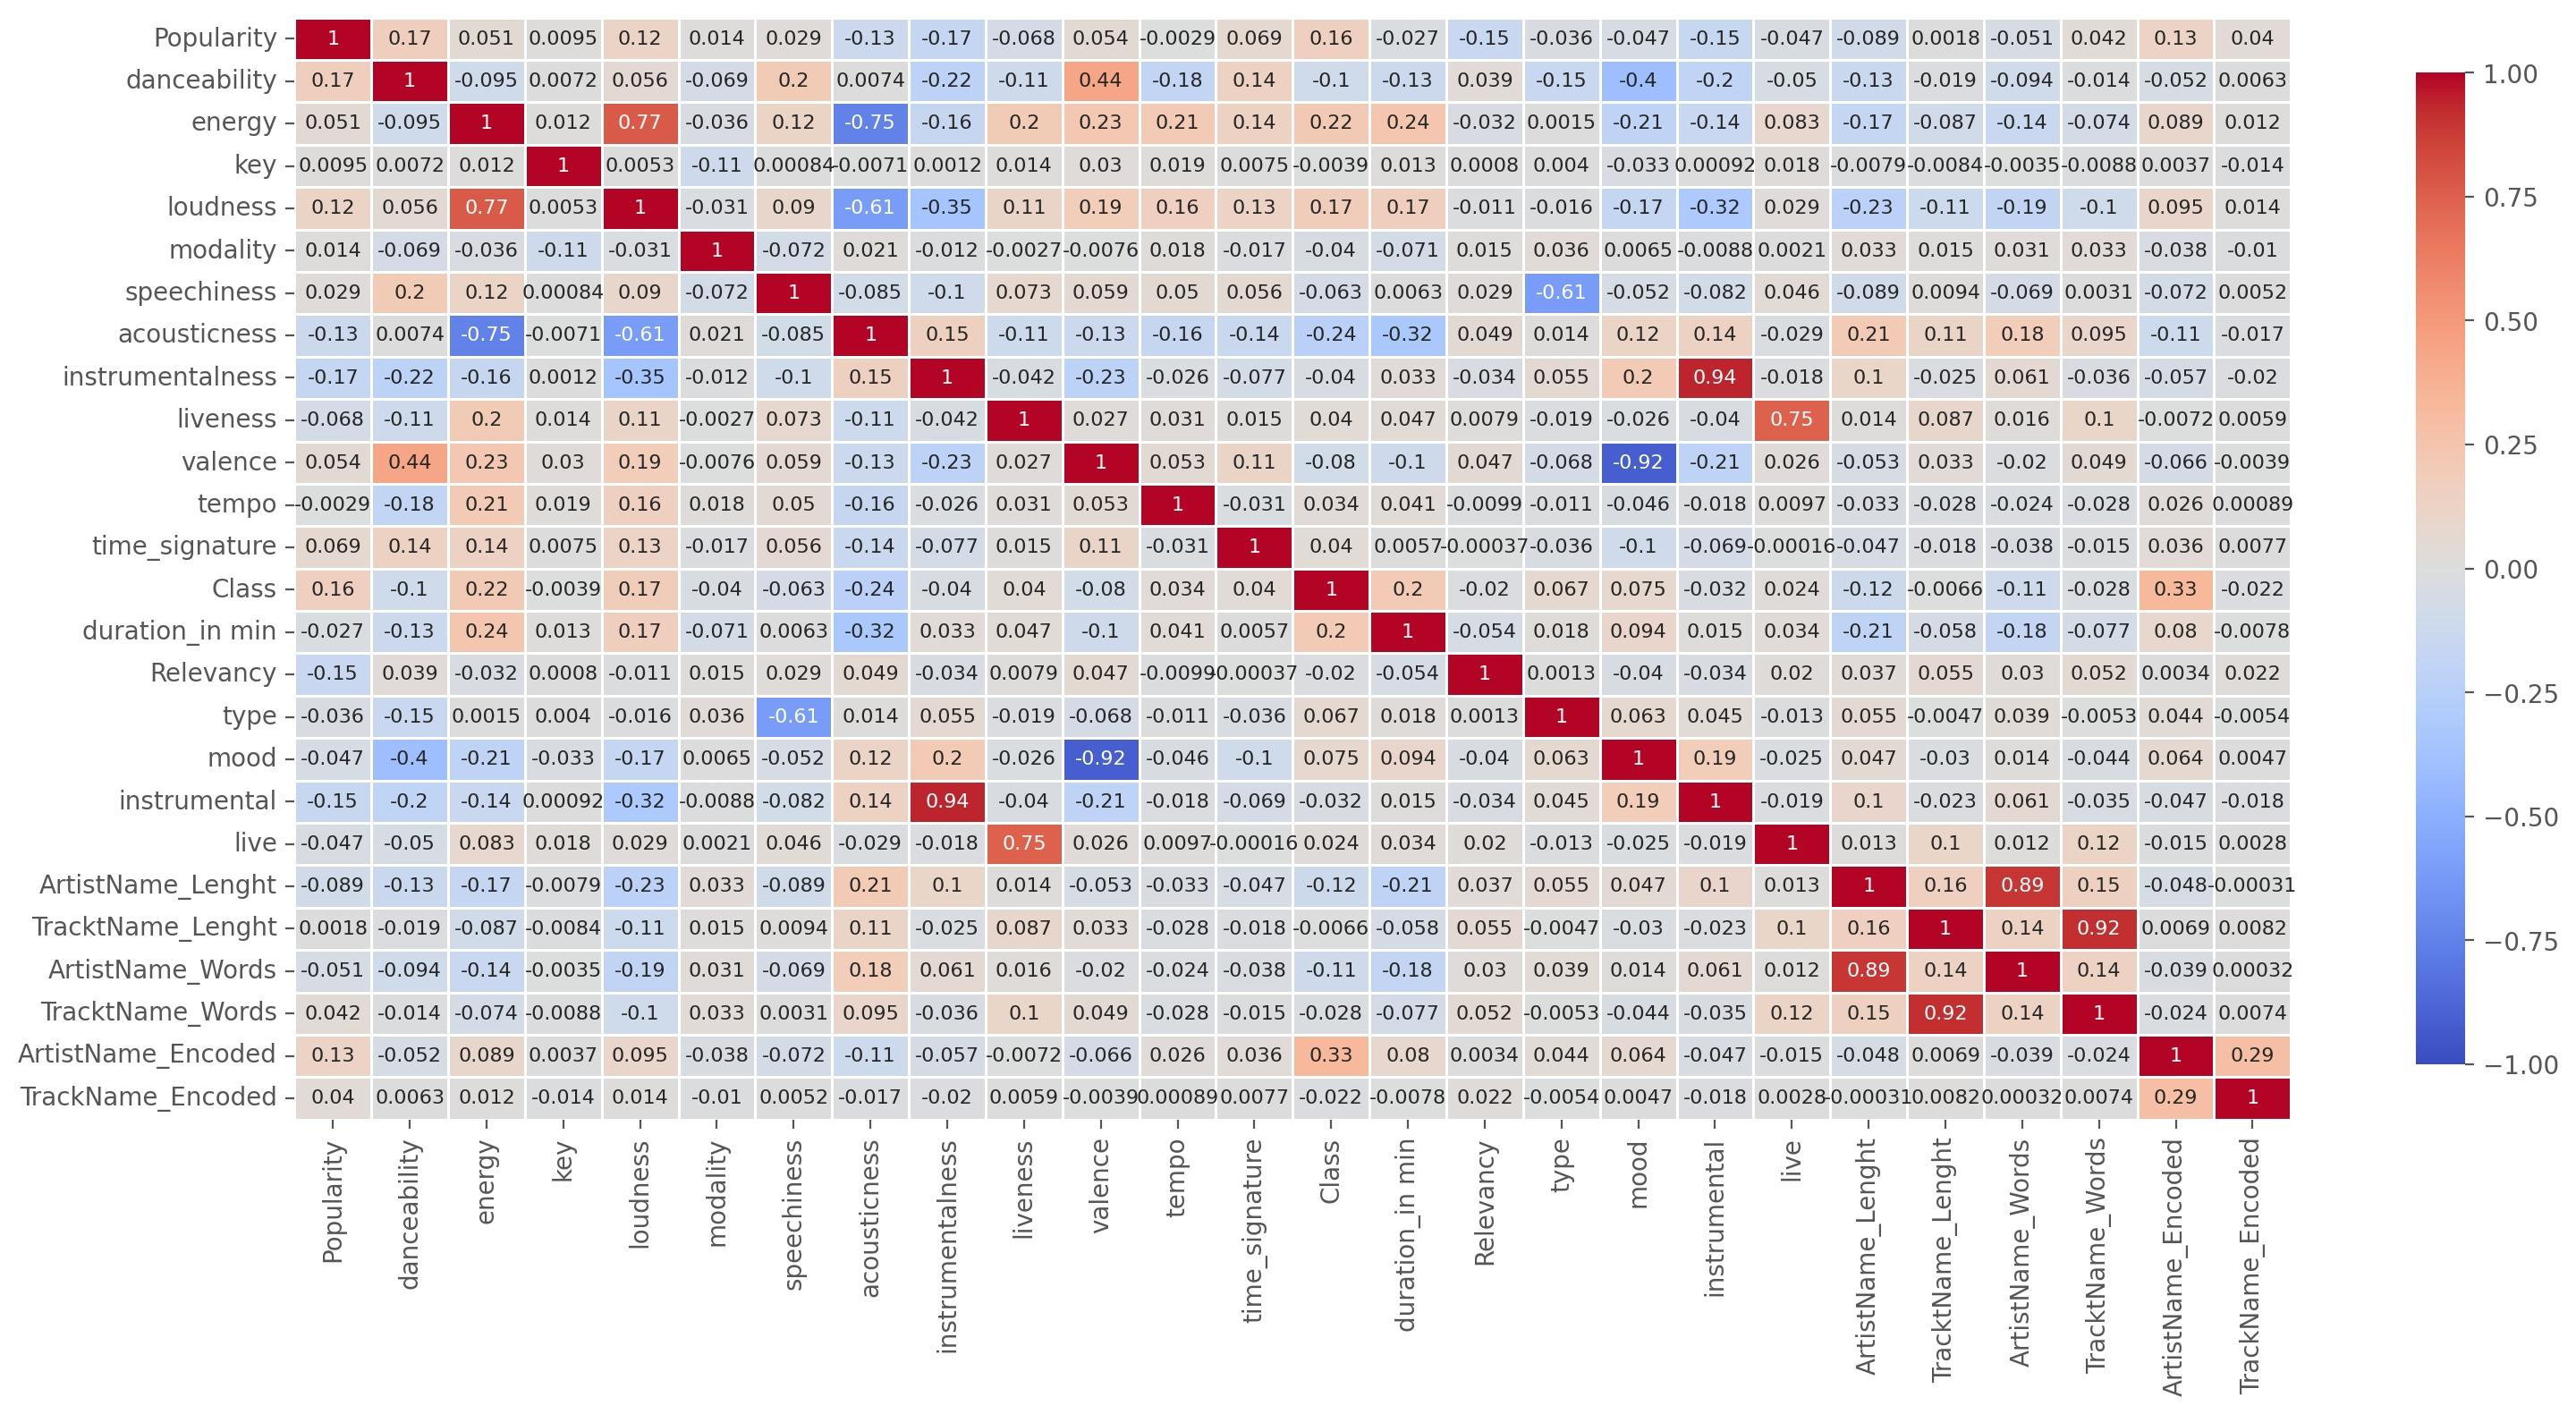 Popularity 1 0.17 0.051 0.0095 0.12 0.014 0.029 -0.13 -0.17 -0.068 0.054 -0.0029 0.069 0.16 -0.027 -0.15 -0.036 -0.047 -0.15 -0.047 -0.089 0.0018 -0.051 0.042 0.13 0.04
danceability 0.17 1 -0.095 0.0072 0.056 -0.069 0.2 0.0074 -0.22 -0.11 0.44 -0.18 0.14 -0.1 -0.13 0.039 -0.15 -0.4 -0.2 -0.05 -0.13 -0.019 -0.094 -0.014 -0.052 0.0063
energy 0.051 -0.095 1 0.012 0.77 -0.036 0.12 -0.75 -0.16 0.2 0.23 0.21 0.14 0.22 0.24 -0.032 0.0015 -0.21 -0.14 0.083 -0.17 -0.087 -0.14 -0.074 0.089 0.012
key 0.0095 0.0072 0.012 1 0.0053 -0.11 0.00084 -0.0071 0.0012 0.014 0.03 0.019 0.0075 -0.0039 0.013 0.0008 0.004 -0.033 0.00092 0.018 -0.0079 -0.0084 -0.0035 -0.0088 0.0037 -0.014
loudness 0.12 0.056 0.77 0.0053 1 -0.031 0.09 -0.61 -0.35 0.11 0.19 0.16 0.13 0.17 0.17 -0.011 -0.016 -0.17 -0.32 0.029 -0.23 -0.11 -0.19 -0.1 0.095 0.014
modality 0.014 -0.069 -0.036 -0.11 -0.031 1 -0.072 0.021 -0.012 -0.0027 -0.0076 0.018 -0.017 -0.04 -0.071 0.015 0.036 0.0065 -0.0088 0.0021 0.033 0.015 0.031 0.033 -0.038 -0.01
speechiness 0.029 0.2 0.12 0.00084 0.09 -0.072 1 -0.085 -0.1 0.073 0.059 0.05 0.056 -0.063 0.0063 0.029 -0.61 -0.052 -0.082 0.046 -0.089 0.0094 -0.069 0.0031 -0.072 0.0052
acousticness -0.13 0.0074 -0.75 -0.0071 -0.61 0.021 -0.085 1 0.15 -0.11 -0.13 -0.16 -0.14 -0.24 -0.32 0.049 0.014 0.12 0.14 -0.029 0.21 0.11 0.18 0.095 -0.11 -0.017
instrumentalness -0.17 -0.22 -0.16 0.0012 -0.35 -0.012 -0.1 0.15 1 -0.042 -0.23 -0.026 -0.077 -0.04 0.033 -0.034 0.055 0.2 0.94 -0.018 0.1 -0.025 0.061 -0.036 -0.057 -0.02
liveness -0.068 -0.11 0.2 0.014 0.11 -0.0027 0.073 -0.11 -0.042 1 0.027 0.031 0.015 0.04 0.047 0.0079 -0.019 -0.026 -0.04 0.75 0.014 0.087 0.016 0.1 -0.0072 0.0059
valence 0.054 0.44 0.23 0.03 0.19 -0.0076 0.059 -0.13 -0.23 0.027 1 0.053 0.11 -0.08 -0.1 0.047 -0.068 -0.92 -0.21 0.026 -0.053 0.033 -0.02 0.049 -0.066 -0.0039
tempo -0.0029 -0.18 0.21 0.019 0.16 0.018 0.05 -0.16 -0.026 0.031 0.053 1 -0.031 0.034 0.041 -0.0099 -0.011 -0.046 -0.018 0.0097 -0.033 -0.028 -0.024 -0.028 0.026 0.00089
time_signature 0.069 0.14 0.14 0.0075 0.13 -0.017 0.056 -0.14 -0.077 0.015 0.11 -0.031 1 0.04 0.0057 -0.00037 -0.036 -0.1 -0.069 -0.00016 -0.047 -0.018 -0.038 -0.015 0.036 0.0077
Class 0.16 -0.1 0.22 -0.0039 0.17 -0.04 -0.063 -0.24 -0.04 0.04 -0.08 0.034 0.04 1 0.2 -0.02 0.067 0.075 -0.032 0.024 -0.12 -0.0066 -0.11 -0.028 0.33 -0.022
duration_in min -0.027 -0.13 0.24 0.013 0.17 -0.071 0.0063 -0.32 0.033 0.047 -0.1 0.041 0.0057 0.2 1 -0.054 0.018 0.094 0.015 0.034 -0.21 -0.058 -0.18 -0.077 0.08 -0.0078
Relevancy -0.15 0.039 -0.032 0.0008 -0.011 0.015 0.029 0.049 -0.034 0.0079 0.047 -0.0099 -0.00037 -0.02 -0.054 1 0.0013 -0.04 -0.034 0.02 0.037 0.055 0.03 0.052 0.0034 0.022
type -0.036 -0.15 0.0015 0.004 -0.016 0.036 -0.61 0.014 0.055 -0.019 -0.068 -0.011 -0.036 0.067 0.018 0.0013 1 0.063 0.045 -0.013 0.055 -0.0047 0.039 -0.0053 0.044 -0.0054
mood -0.047 -0.4 -0.21 -0.033 -0.17 0.0065 -0.052 0.12 0.2 -0.026 -0.92 -0.046 -0.1 0.075 0.094 -0.04 0.063 1 0.19 -0.025 0.047 -0.03 0.014 -0.044 0.064 0.0047
instrumental -0.15 -0.2 -0.14 0.00092 -0.32 -0.0088 -0.082 0.14 0.94 -0.04 -0.21 -0.018 -0.069 -0.032 0.015 -0.034 0.045 0.19 1 -0.019 0.1 -0.023 0.061 -0.035 -0.047 -0.018
live -0.047 -0.05 0.083 0.018 0.029 0.0021 0.046 -0.029 -0.018 0.75 0.026 0.0097 -0.00016 0.024 0.034 0.02 -0.013 -0.025 -0.019 1 0.013 0.1 0.012 0.12 -0.015 0.0028
ArtistName_Lenght -0.089 -0.13 -0.17 -0.0079 -0.23 0.033 -0.089 0.21 0.1 0.014 -0.053 -0.033 -0.047 -0.12 -0.21 0.037 0.055 0.047 0.1 0.013 1 0.16 0.89 0.15 -0.048 -0.00031
TracktName_Lenght 0.0018 -0.019 -0.087 -0.0084 -0.11 0.015 0.0094 0.11 -0.025 0.087 0.033 -0.028 -0.018 -0.0066 -0.058 0.055 -0.0047 -0.03 -0.023 0.1 0.16 1 0.14 0.92 0.0069 0.0082
ArtistName_Words -0.051 -0.094 -0.14 -0.0035 -0.19 0.031 -0.069 0.18 0.061 0.016 -0.02 -0.024 -0.038 -0.11 -0.18 0.03 0.039 0.014 0.061 0.012 0.89 0.14 1 0.14 -0.039 0.00032
TracktName_Words 0.042 -0.014 -0.074 -0.0088 -0.1 0.033 0.0031 0.095 -0.036 0.1 0.049 -0.028 -0.015 -0.028 -0.077 0.052 -0.0053 -0.044 -0.035 0.12 0.15 0.92 0.14 1 -0.024 0.0074
ArtistName_Encoded 0.13 -0.052 0.089 0.0037 0.095 -0.038 -0.072 -0.11 -0.057 -0.0072 -0.066 0.026 0.036 0.33 0.08 0.0034 0.044 0.064 -0.047 -0.015 -0.048 0.0069 -0.039 -0.024 1 0.29
TrackName_Encoded 0.04 0.0063 0.012 -0.014 0.014 -0.01 0.0052 -0.017 -0.02 0.0059 -0.0039 0.00089 0.0077 -0.022 -0.0078 0.022 -0.0054 0.0047 -0.018 0.0028 -0.00031 0.0082 0.00032 0.0074 0.29 1
Popularity
danceability
energy
key
loudness
modality
speechiness
acousticness
instrumentalness
liveness
valence
tempo
time_signature
Class
duration_in min
Relevancy
type
mood
instrumental
live
ArtistName_Lenght
TracktName_Lenght
ArtistName_Words
TracktName_Words
ArtistName_Encoded
TrackName_Encoded
1.00
0.75
0.50
0.25
0.00
−0.25
−0.50
−0.75
−1.00